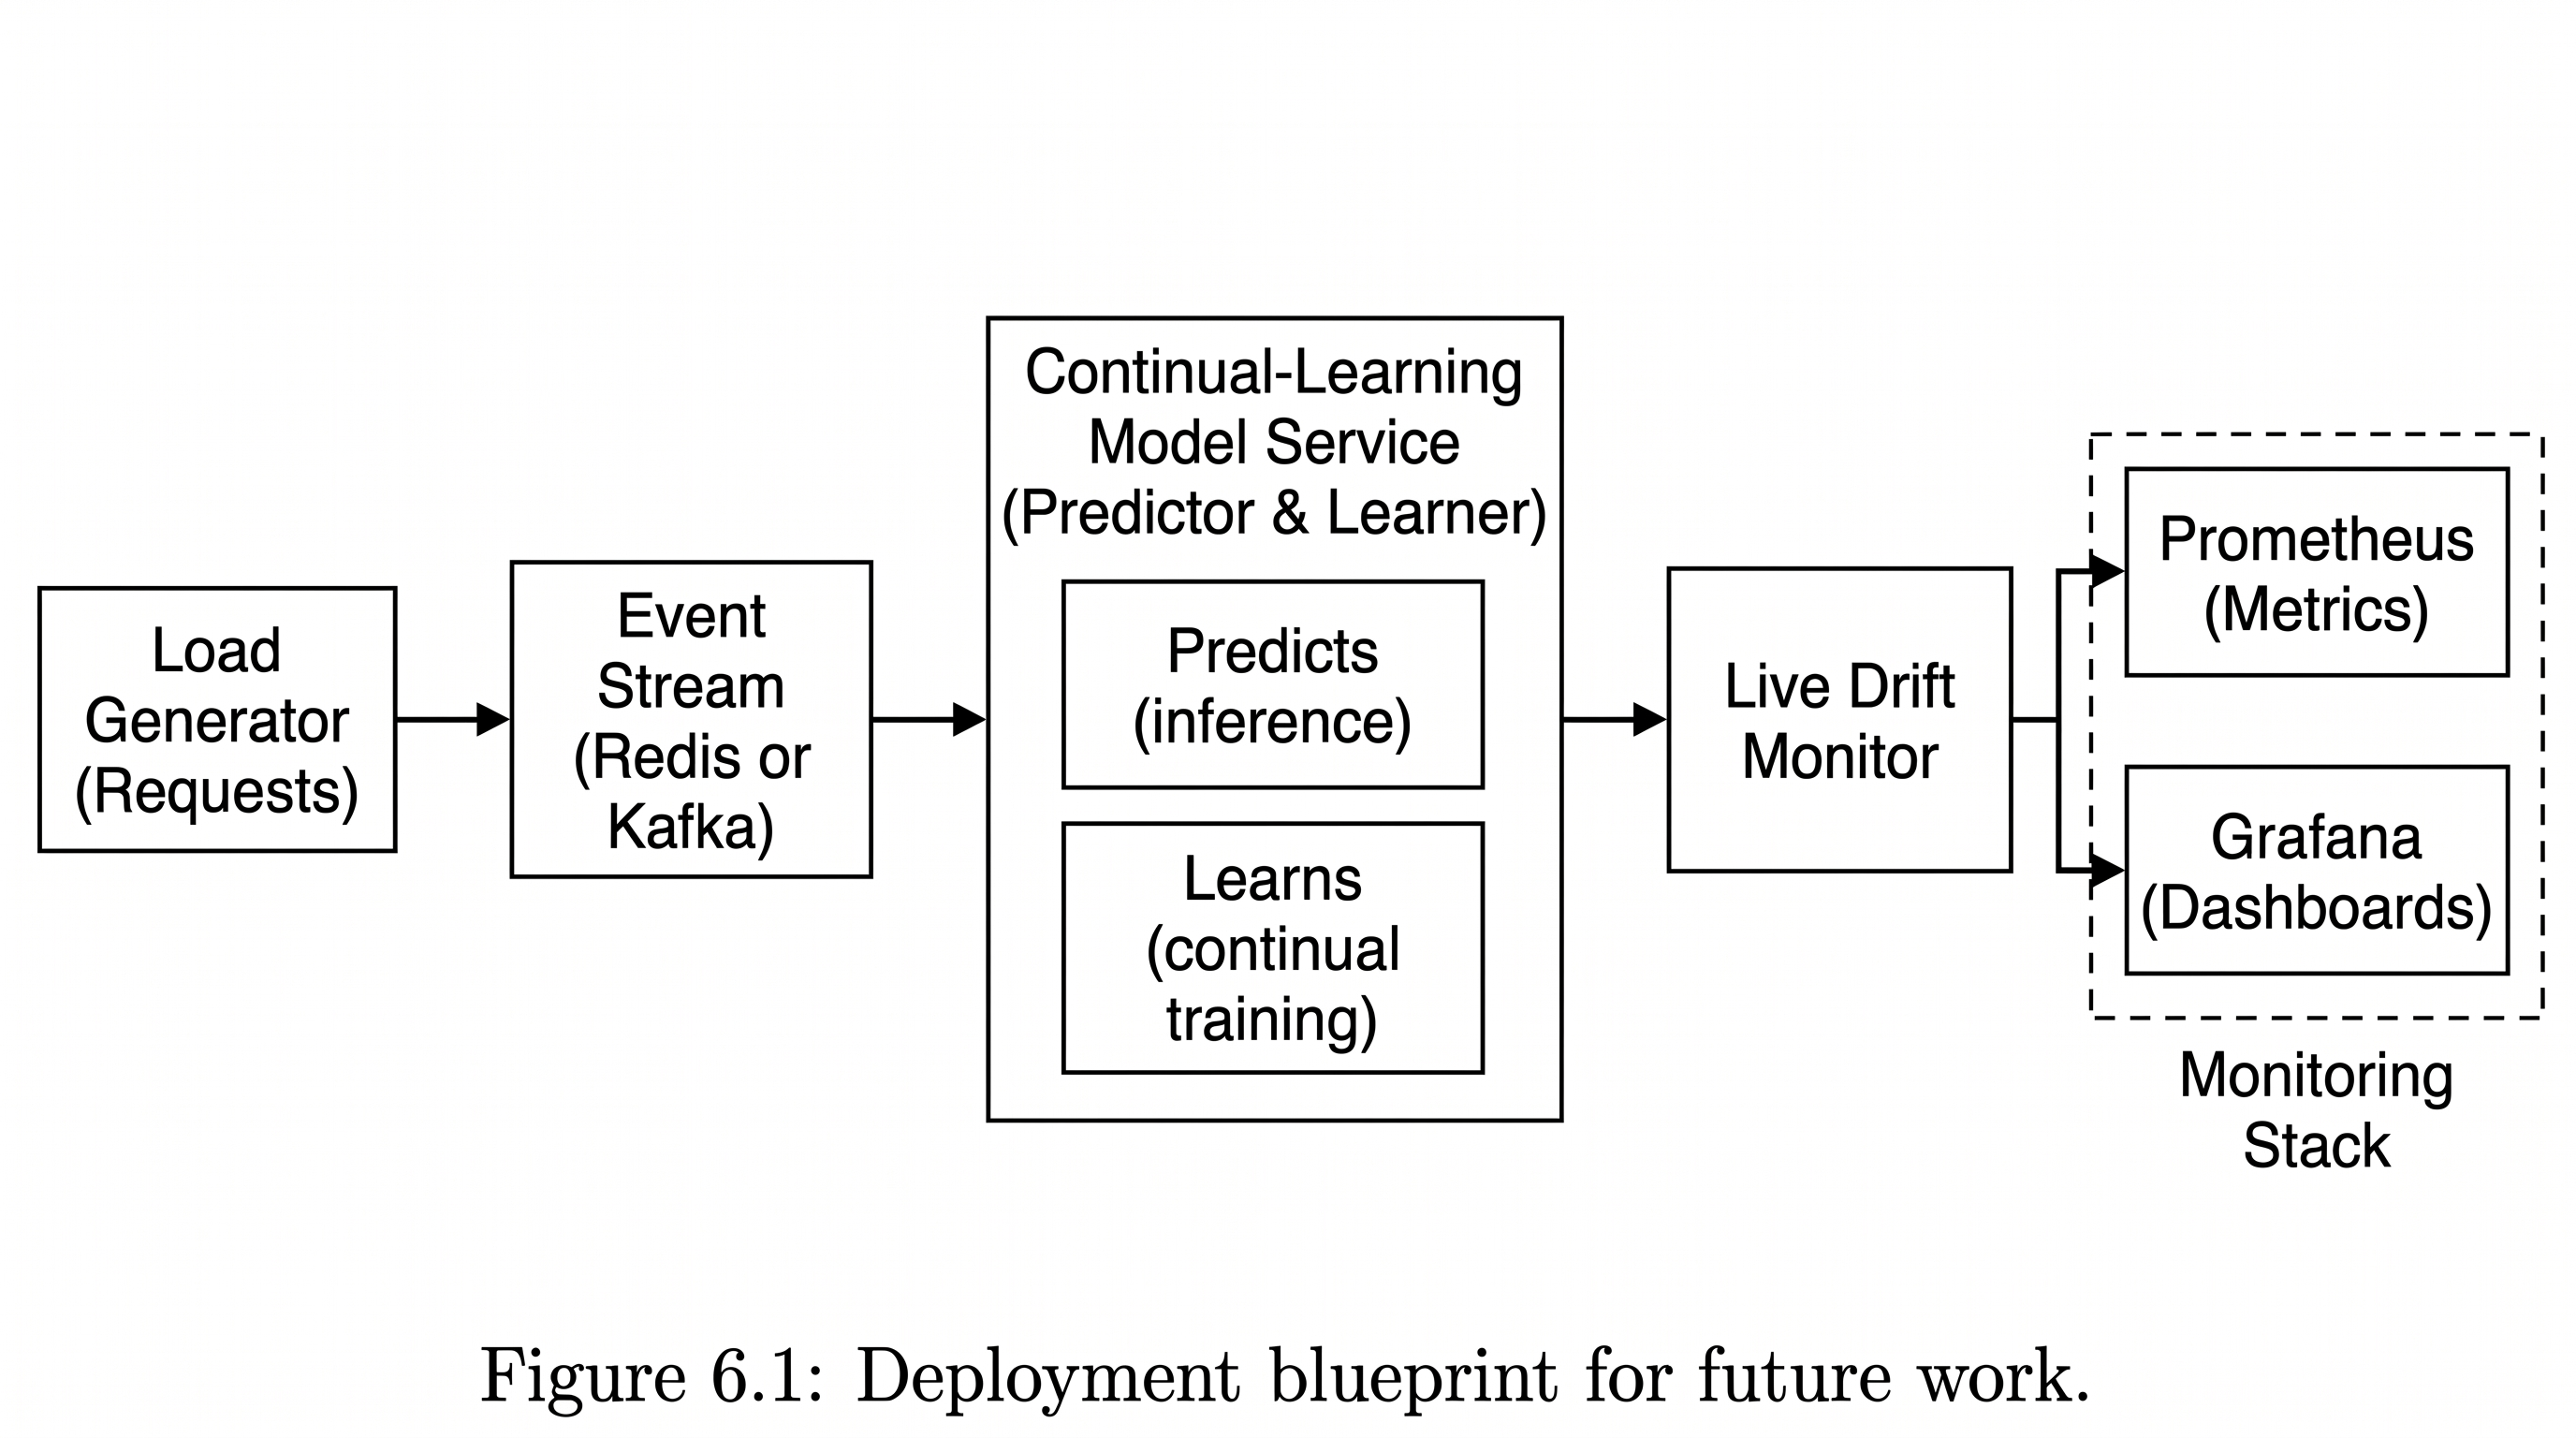 Load
Generator
(Requests)
Event
Stream
(Redis or
Kafka)
Continual-Learning
Model Service
(Predictor & Learner)
Predicts
(inference)
Learns
(continual
training)
Live Drift
Monitor
Prometheus
(Metrics)
Grafana
(Dashboards)
Monitoring
Stack
Figure 6.1: Deployment blueprint for future work.